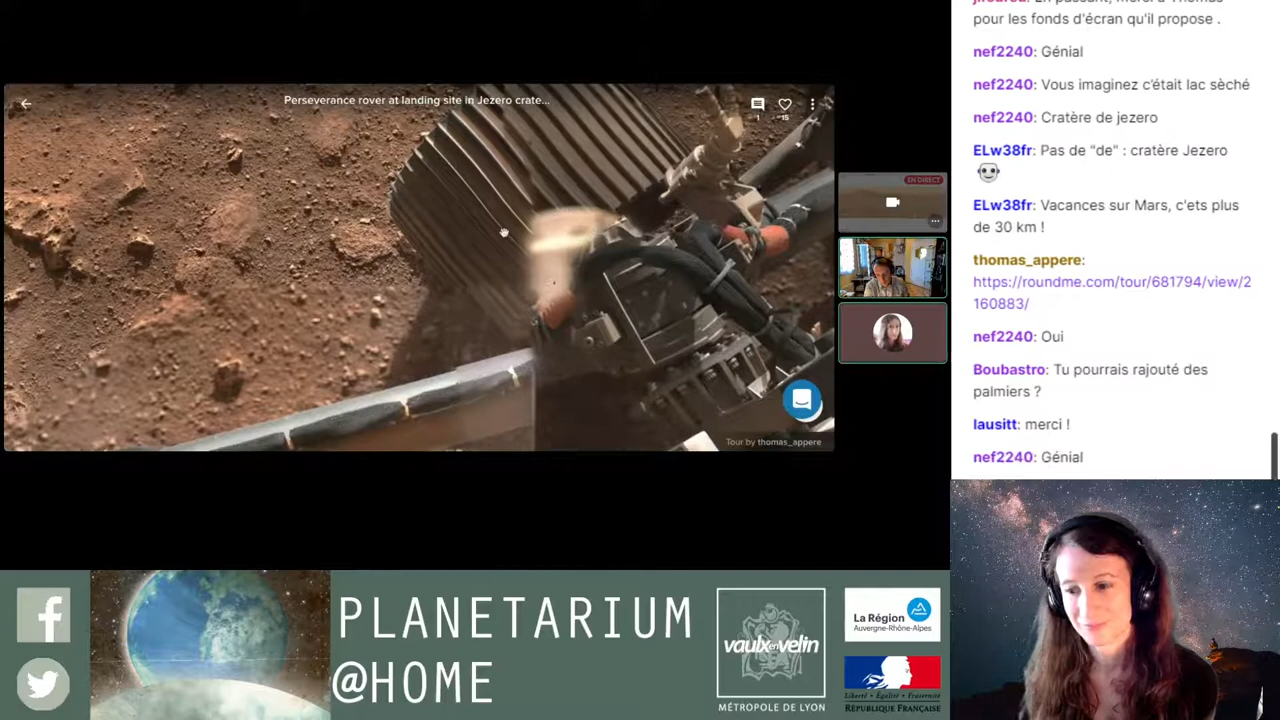 Perseverance rover at landing site in Jezero crate...
1
15
EN DIRECT
Tour by thomas_appere
pour les fonds d'écran qu'il propose .
nef2240: Génial
nef2240: Vous imaginez c'était lac sèché
nef2240: Cratère de jezero
ELw38fr: Pas de "de" : cratère Jezero
ELw38fr: Vacances sur Mars, c'ets plus
de 30 km !
thomas_appere:
https://roundme.com/tour/681794/view/2
160883/
nef2240: Oui
Boubastro: Tu pourrais rajouté des
palmiers ?
lausitt: merci !
nef2240: Génial
PLANETARIUM
@HOME
vaulx en velin
MÉTROPOLE DE LYON
La Région
Auvergne-Rhône-Alpes
Liberté • Égalité • Fraternité
RÉPUBLIQUE FRANÇAISE